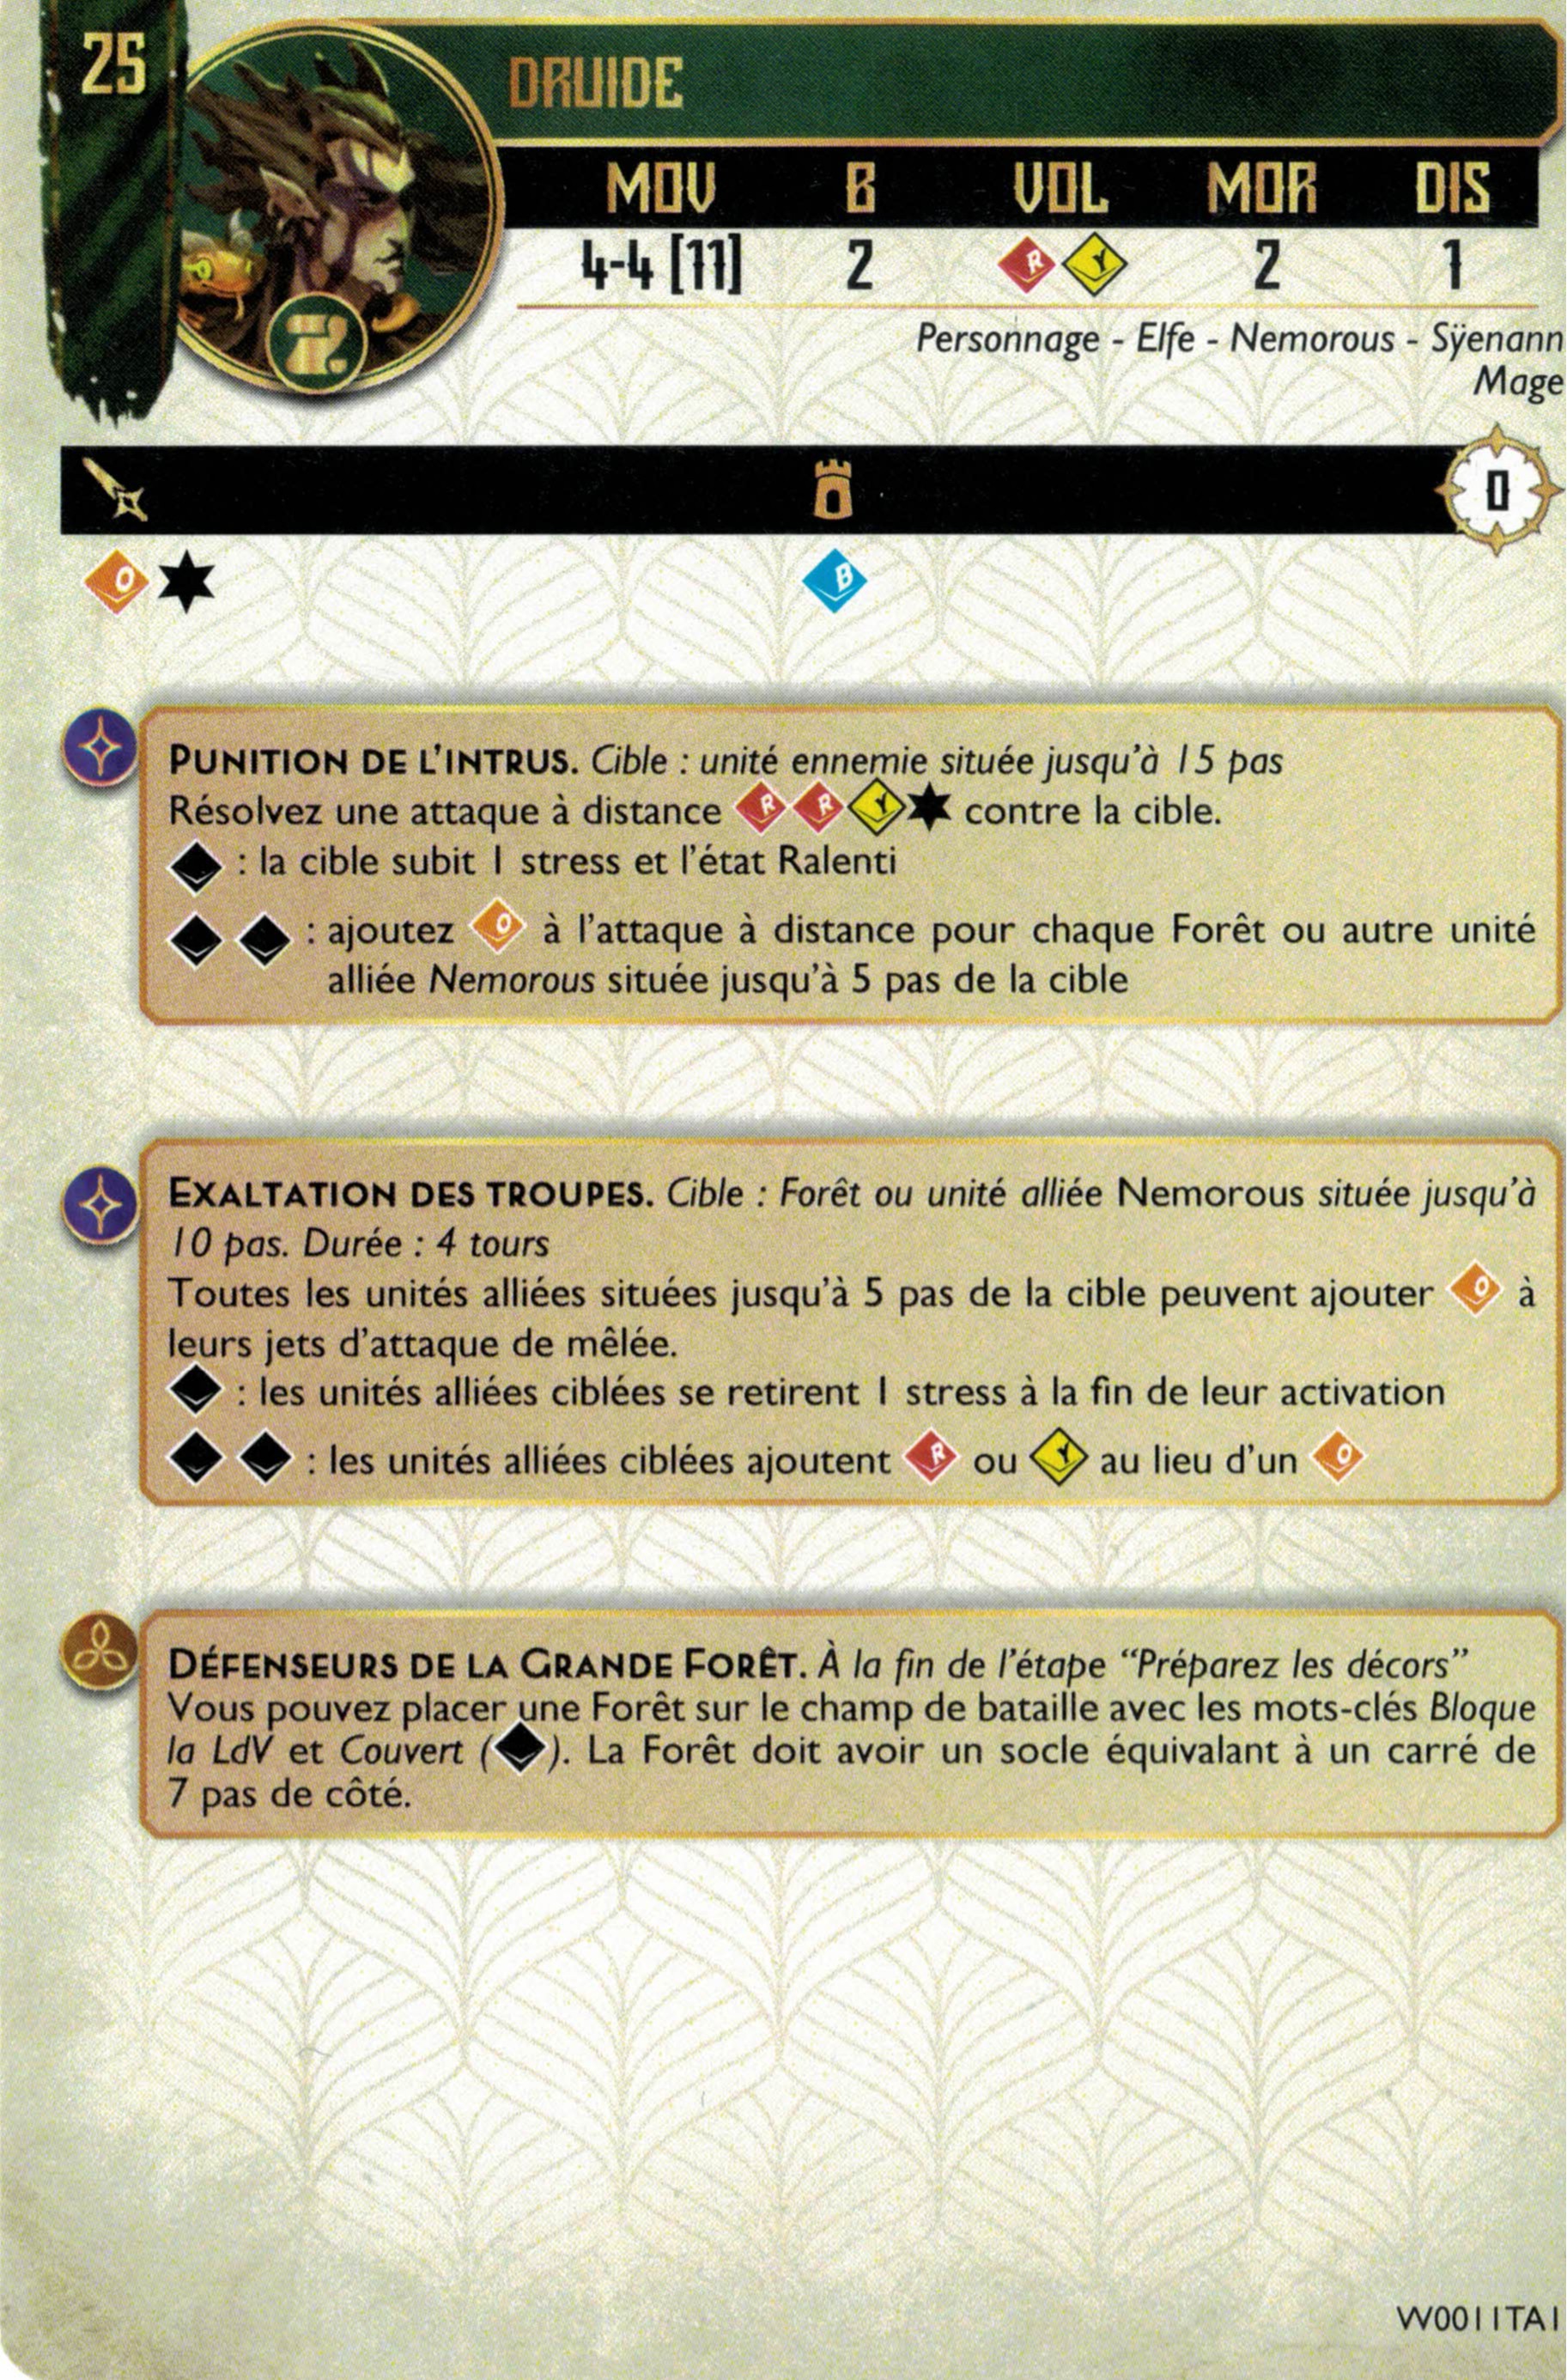 25
DRUIDE
MOV B VOL MOR DIS
4-4 [11] 2 R Y 2 1
Personnage - Elfe - Nemorous - Sÿenann
Mage
0
O B
PUNITION DE L'INTRUS. Cible : unité ennemie située jusqu'à 15 pas
Résolvez une attaque à distance R R Y contre la cible.
: la cible subit 1 stress et l'état Ralenti
: ajoutez O à l'attaque à distance pour chaque Forêt ou autre unité
alliée Nemorous située jusqu'à 5 pas de la cible
EXALTATION DES TROUPES. Cible : Forêt ou unité alliée Nemorous située jusqu'à
10 pas. Durée : 4 tours
Toutes les unités alliées situées jusqu'à 5 pas de la cible peuvent ajouter O à
leurs jets d'attaque de mêlée.
: les unités alliées ciblées se retirent 1 stress à la fin de leur activation
: les unités alliées ciblées ajoutent R ou Y au lieu d'un O
DÉFENSEURS DE LA GRANDE FORÊT. À la fin de l'étape “Préparez les décors”
Vous pouvez placer une Forêt sur le champ de bataille avec les mots-clés Bloque
la LdV et Couvert ( ). La Forêt doit avoir un socle équivalant à un carré de
7 pas de côté.
W0011TA1